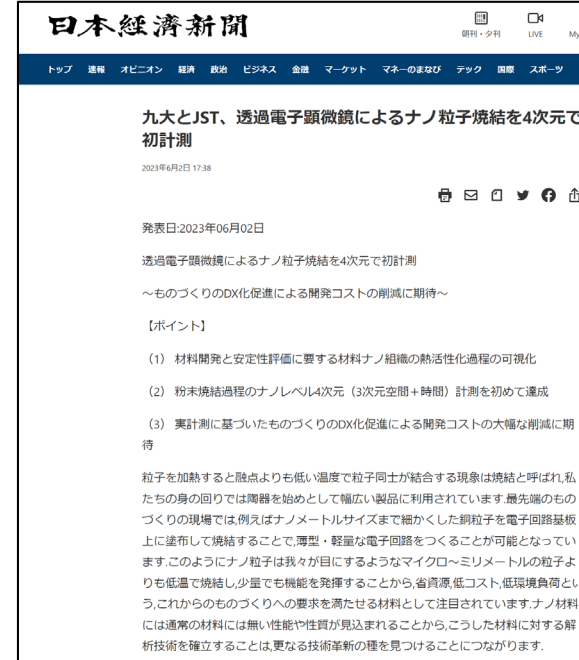 日本経済新聞
朝刊・夕刊 LIVE My
トップ 速報 オピニオン 経済 政治 ビジネス 金融 マーケット マネーのまなび テック 国際 スポーツ
九大とJST、透過電子顕微鏡によるナノ粒子焼結を4次元で
初計測
2023年6月2日 17:38
発表日:2023年06月02日
透過電子顕微鏡によるナノ粒子焼結を4次元で初計測
～ものづくりのDX化促進による開発コストの削減に期待～
【ポイント】
（1） 材料開発と安定性評価に要する材料ナノ組織の熱活性化過程の可視化
（2） 粉末焼結過程のナノレベル4次元（3次元空間+時間）計測を初めて達成
（3） 実計測に基づいたものづくりのDX化促進による開発コストの大幅な削減に期
待
粒子を加熱すると融点よりも低い温度で粒子同士が結合する現象は焼結と呼ばれ,私
たちの身の回りでは陶器を始めとして幅広い製品に利用されています.最先端のもの
づくりの現場では,例えばナノメートルサイズまで細かくした銅粒子を電子回路基板
上に塗布して焼結することで,薄型・軽量な電子回路をつくることが可能となってい
ます.このようにナノ粒子は我々が目にするようなマイクロ～ミリメートルの粒子よ
りも低温で焼結し,少量でも機能を発揮することから,省資源,低コスト,低環境負荷とい
う,これからのものづくりへの要求を満たせる材料として注目されています.ナノ材料
には通常の材料には無い性能や性質が見込まれることから,こうした材料に対する解
析技術を確立することは,更なる技術革新の種を見つけることにつながります.